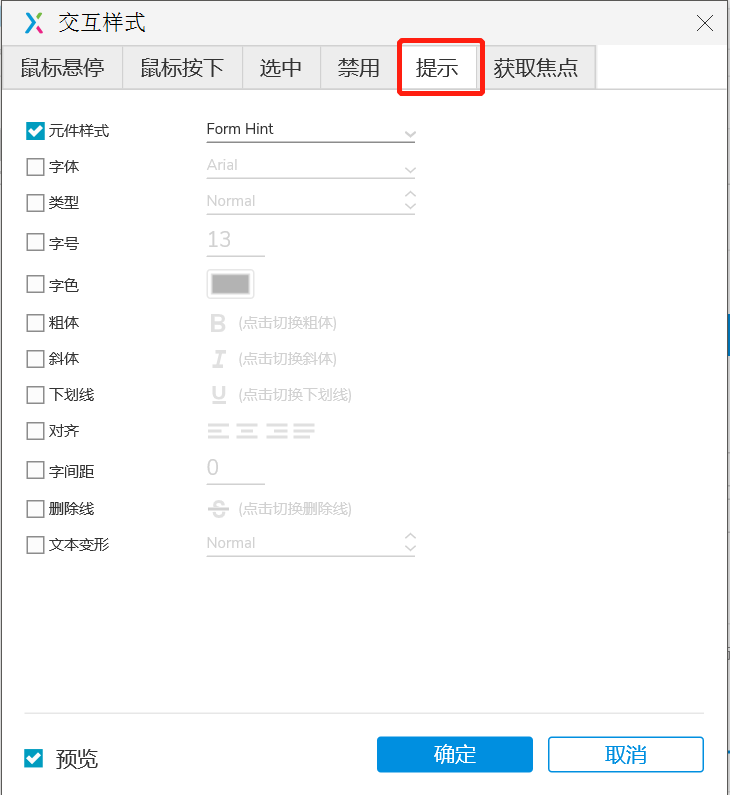 交互样式
鼠标悬停 鼠标按下 选中 禁用 提示 获取焦点
元件样式 Form Hint
字体 Arial
类型 Normal
字号 13
字色
粗体 B (点击切换粗体)
斜体 I (点击切换斜体)
下划线 U (点击切换下划线)
对齐
字间距 0
删除线 S (点击切换删除线)
文本变形 Normal
预览 确定 取消